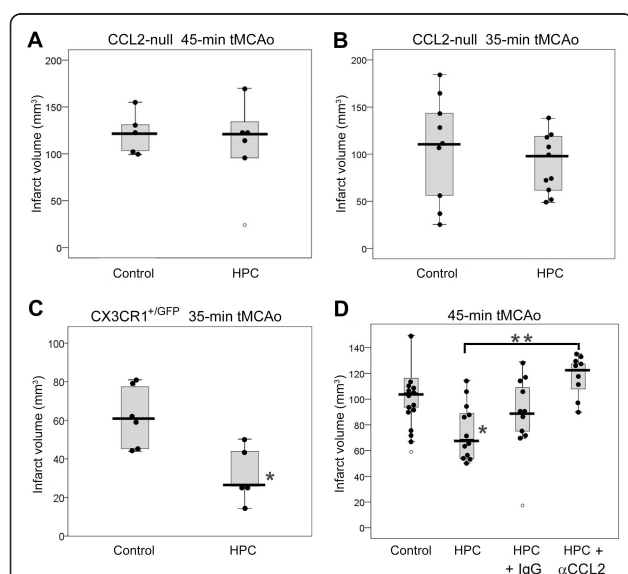 A
CCL2-null 45-min tMCAo
Infarct volume (mm³)
200
150
100
50
0
Control
HPC
B
CCL2-null 35-min tMCAo
Infarct volume (mm³)
200
150
100
50
0
Control
HPC
C
CX3CR1+/GFP 35-min tMCAo
Infarct volume (mm³)
100
80
60
40
20
0
*
Control
HPC
D
45-min tMCAo
Infarct volume (mm³)
140
120
100
80
60
40
20
0
**
*
Control
HPC
HPC
+ IgG
HPC +
αCCL2